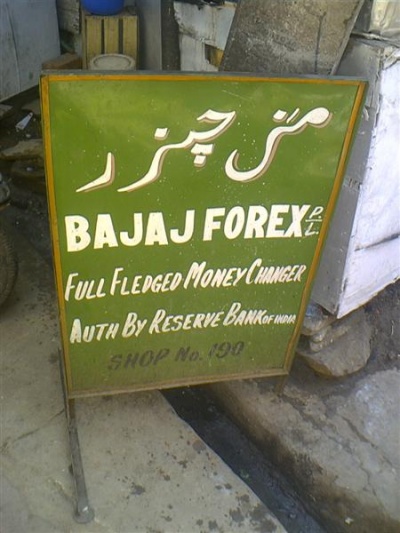 منی چینجر
BAJAJ FOREX P/L
FULL FLEDGED MONEY CHANGER
AUTH BY RESERVE BANK OF INDIA
SHOP No. 190